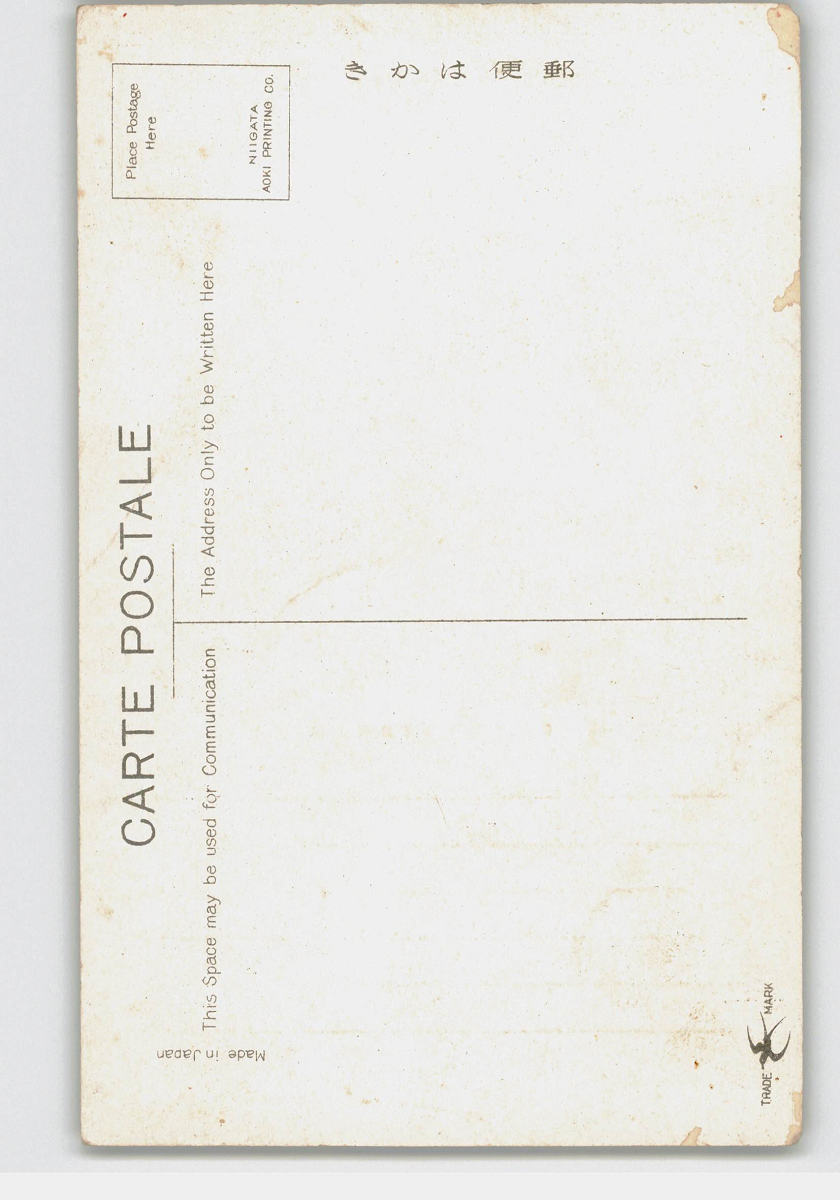 郵便はかき
Place Postage
Here
NIIGATA
AOKI PRINTING CO.
CARTE POSTALE
The Address Only to be Written Here
This Space may be used for Communication
Made in Japan
TRADE MARK